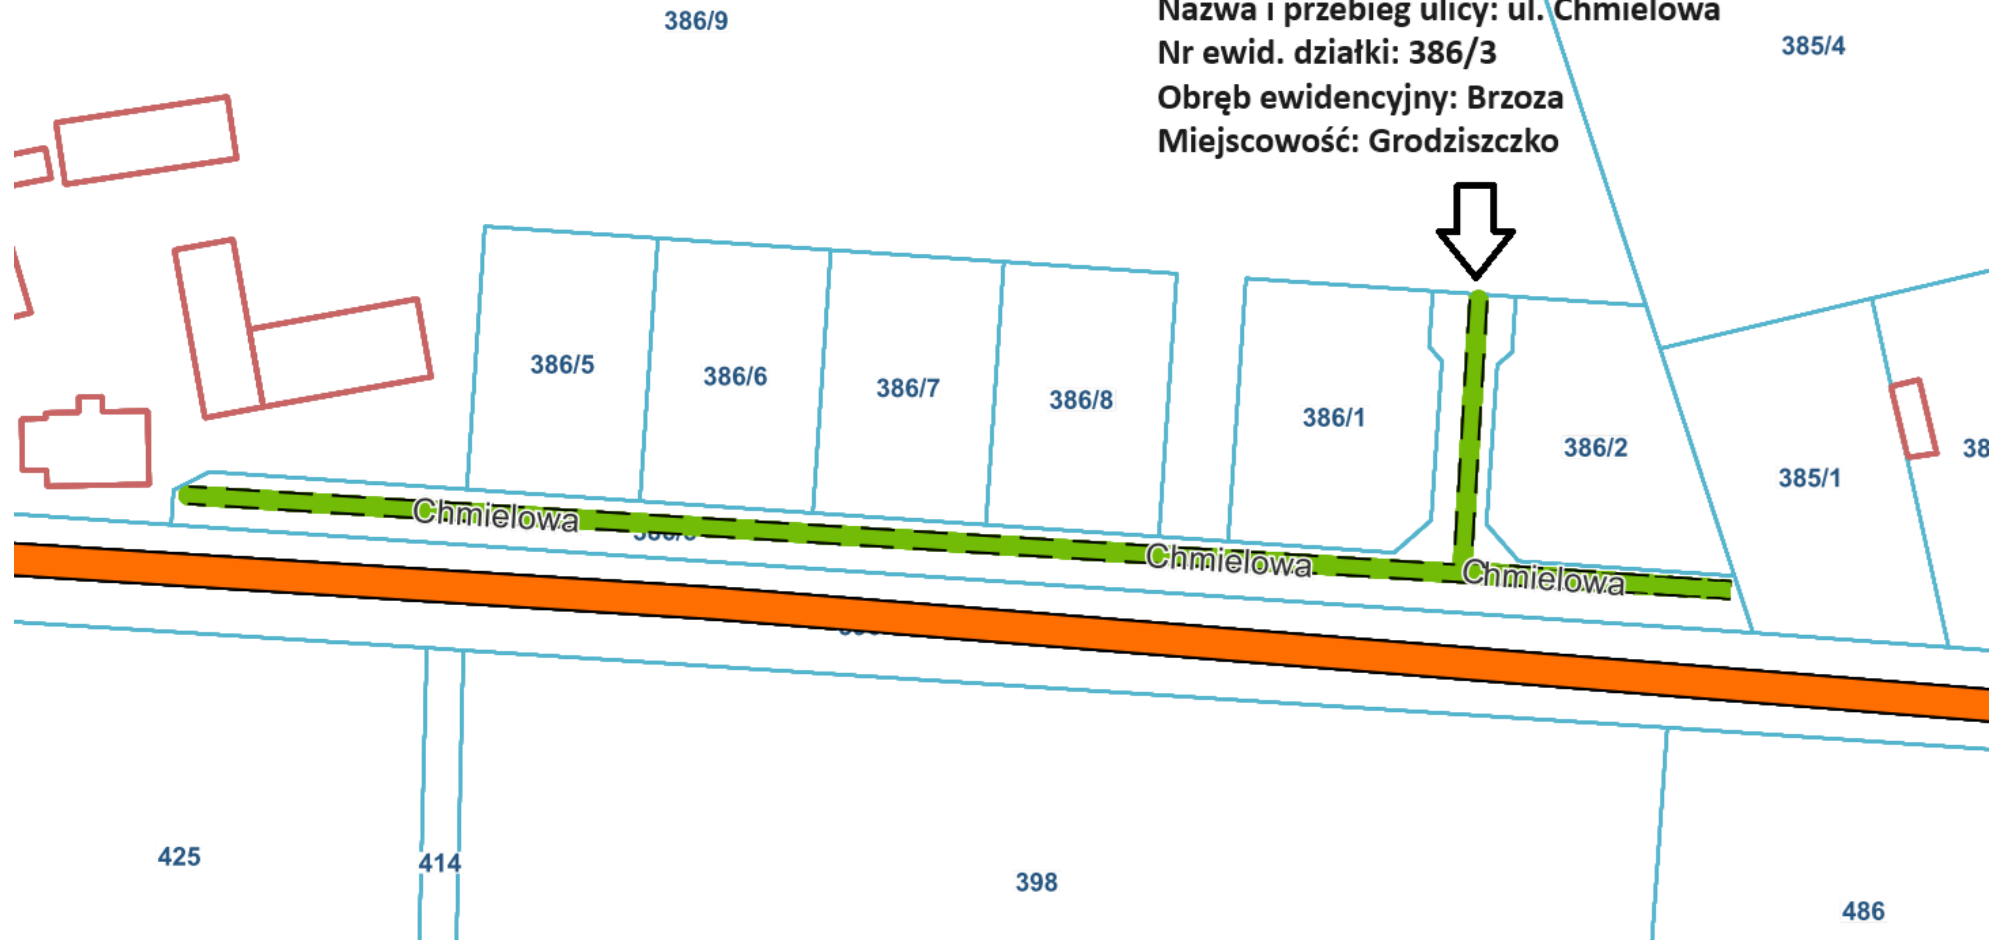 386/9
Nazwa i przebieg ulicy: ul. Chmielowa
385/4
Nr ewid. działki: 386/3
Obręb ewidencyjny: Brzoza
Miejscowość: Grodziszczko
386/5
386/6
386/7
386/8
386/1
386/2
385/1
38
Chmielowa
Chmielowa
Chmielowa
425
414
398
486